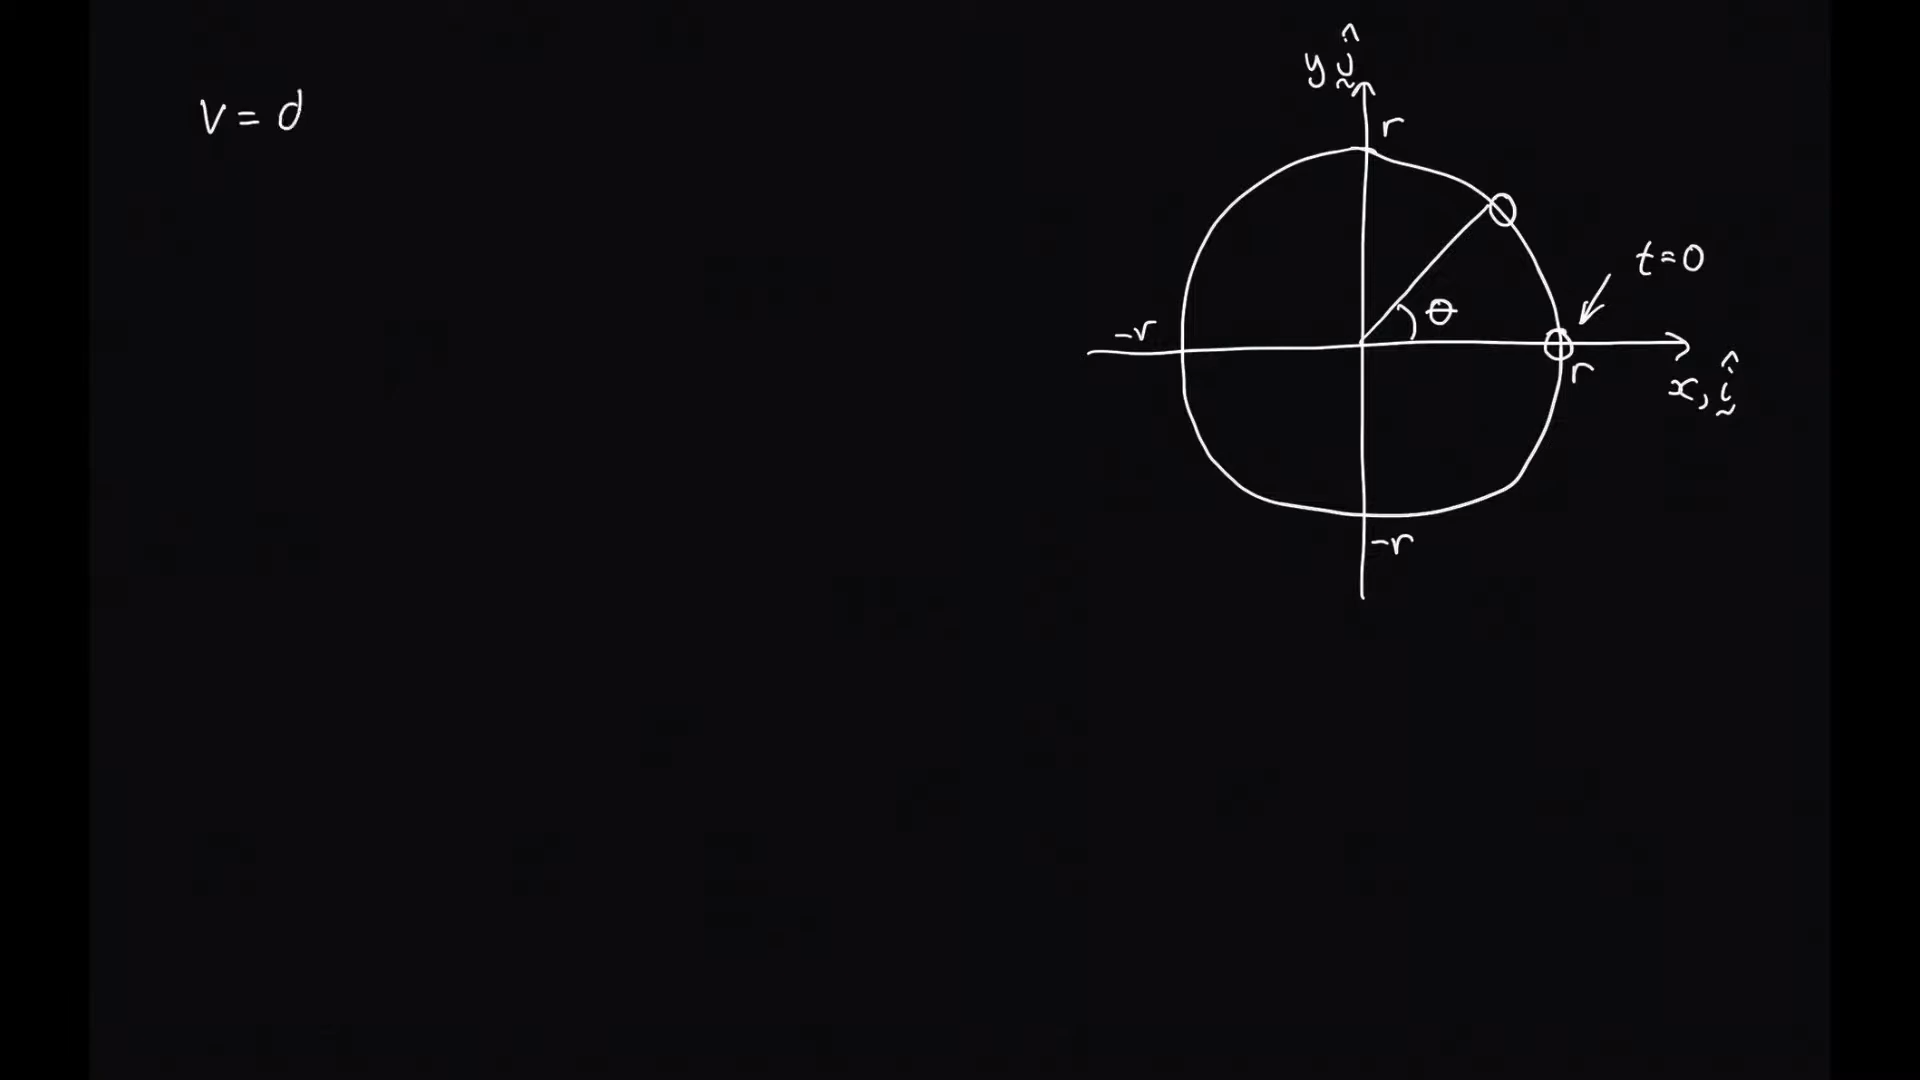 v = d
y ĵ
r
t=0
θ
-r
r
x, î
-r